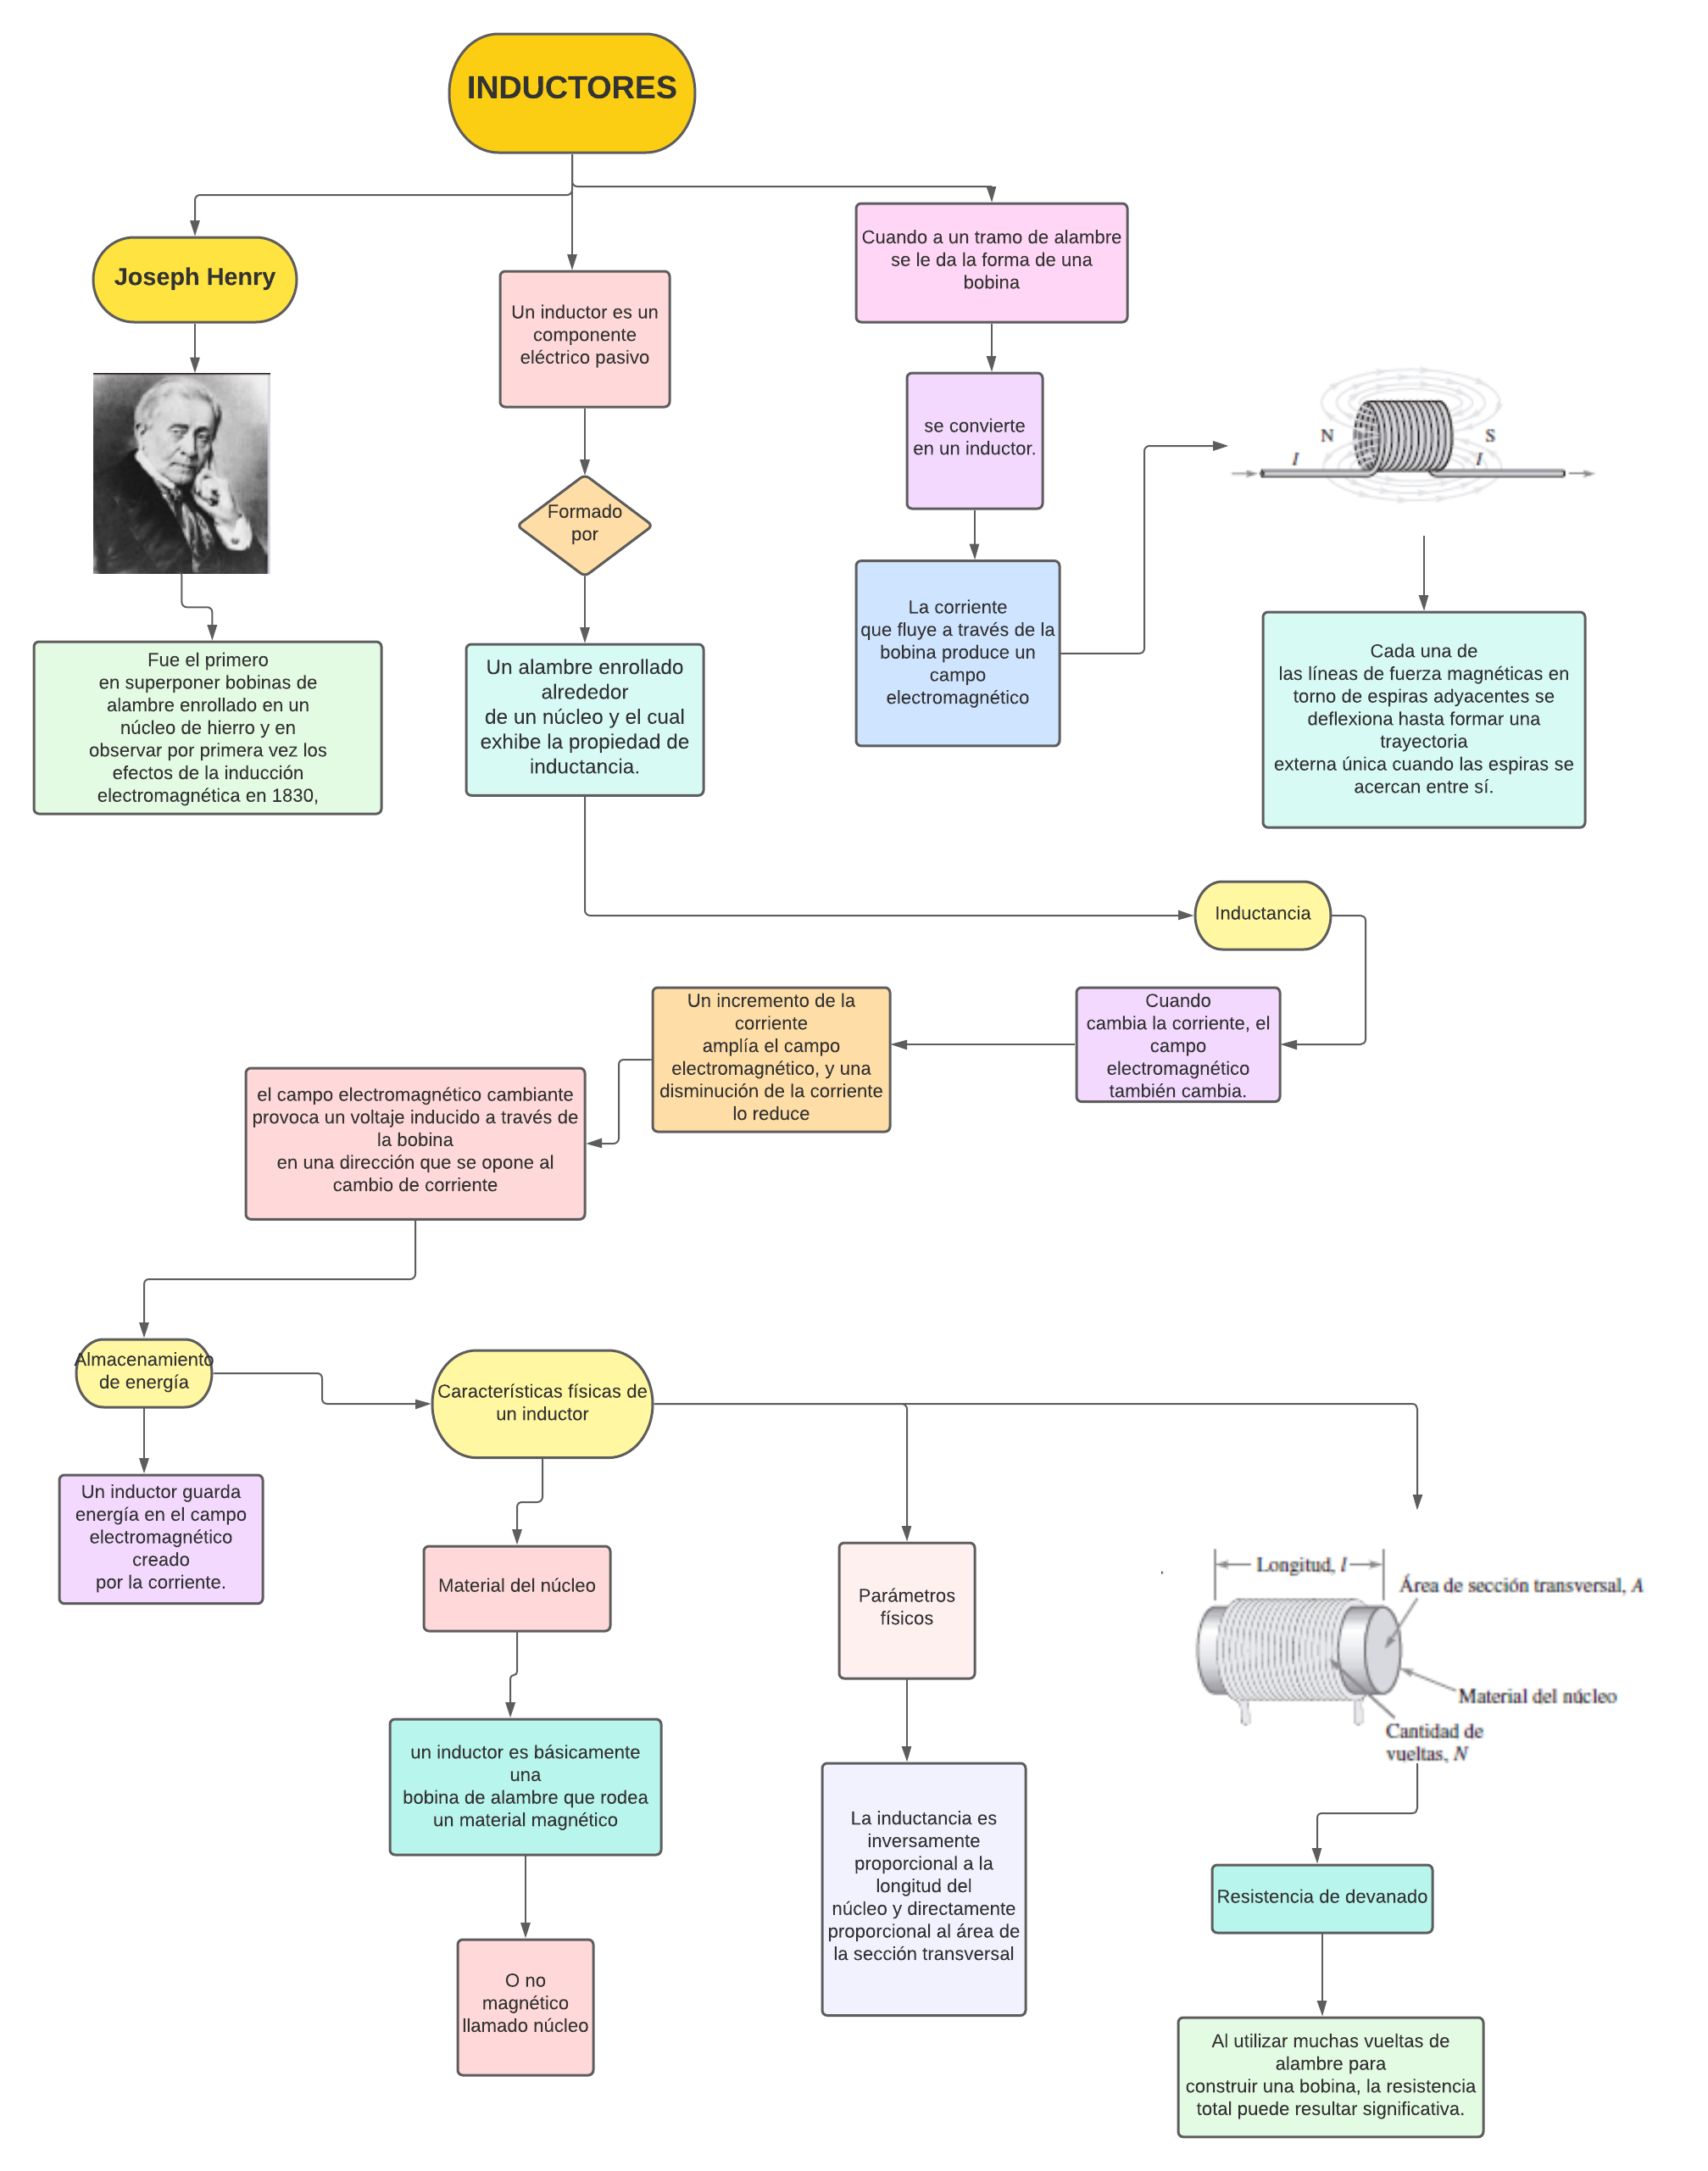 INDUCTORES
Joseph Henry
Fue el primero
en superponer bobinas de
alambre enrollado en un
núcleo de hierro y en
observar por primera vez los
efectos de la inducción
electromagnética en 1830,
Un inductor es un
componente
eléctrico pasivo
Formado
por
Un alambre enrollado
alrededor
de un núcleo y el cual
exhibe la propiedad de
inductancia.
Cuando a un tramo de alambre
se le da la forma de una
bobina
se convierte
en un inductor.
La corriente
que fluye a través de la
bobina produce un
campo
electromagnético
N
S
I
I
Cada una de
las líneas de fuerza magnéticas en
torno de espiras adyacentes se
deflexiona hasta formar una
trayectoria
externa única cuando las espiras se
acercan entre sí.
Inductancia
Cuando
cambia la corriente, el
campo
electromagnético
también cambia.
Un incremento de la
corriente
amplía el campo
electromagnético, y una
disminución de la corriente
lo reduce
el campo electromagnético cambiante
provoca un voltaje inducido a través de
la bobina
en una dirección que se opone al
cambio de corriente
Almacenamiento
de energía
Un inductor guarda
energía en el campo
electromagnético
creado
por la corriente.
Características físicas de
un inductor
Material del núcleo
un inductor es básicamente
una
bobina de alambre que rodea
un material magnético
O no
magnético
llamado núcleo
Parámetros
físicos
La inductancia es
inversamente
proporcional a la
longitud del
núcleo y directamente
proporcional al área de
la sección transversal
Longitud, l
Área de sección transversal, A
Material del núcleo
Cantidad de
vueltas, N
Resistencia de devanado
Al utilizar muchas vueltas de
alambre para
construir una bobina, la resistencia
total puede resultar significativa.